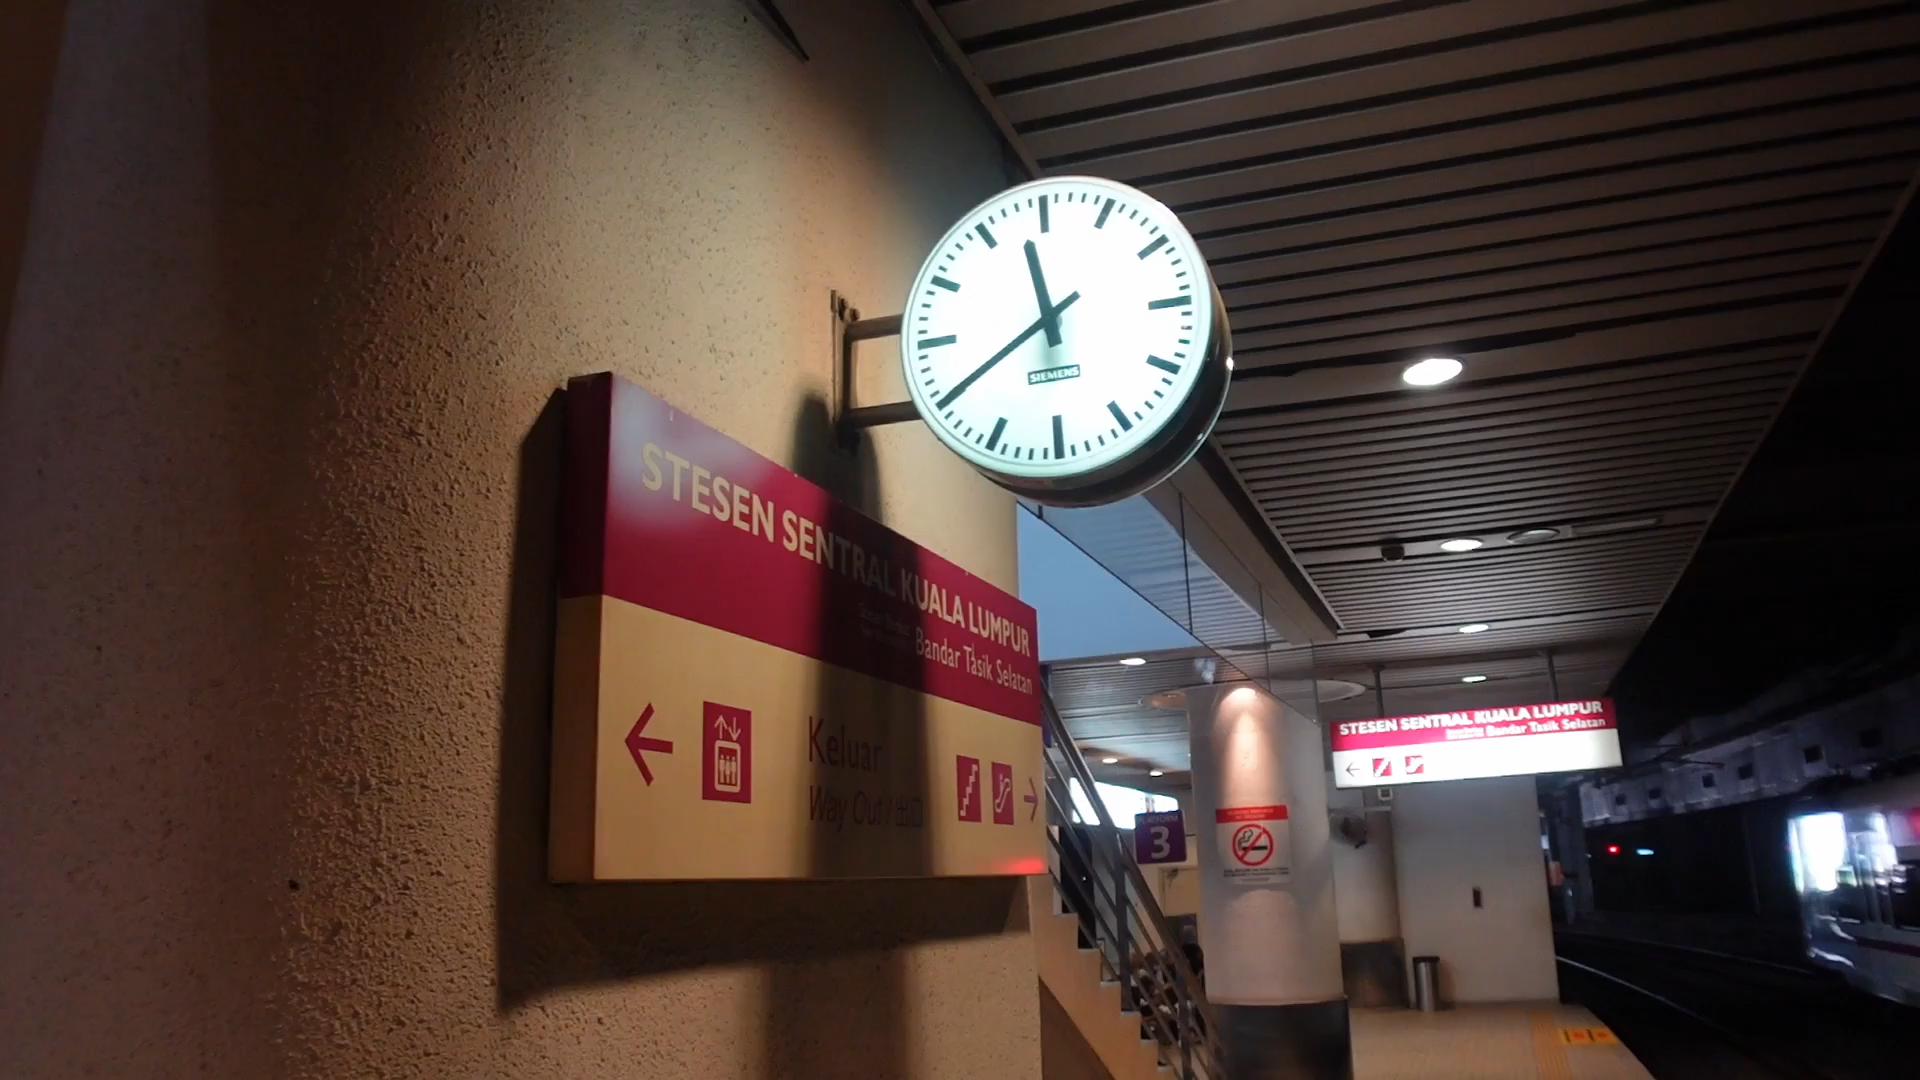 SIEMENS
STESEN SENTRAL KUALA LUMPUR
Bandar Tasik Selatan
Keluar
Way Out / 出口
STESEN SENTRAL KUALA LUMPUR
Bandar Tasik Selatan
PLATFORM
3